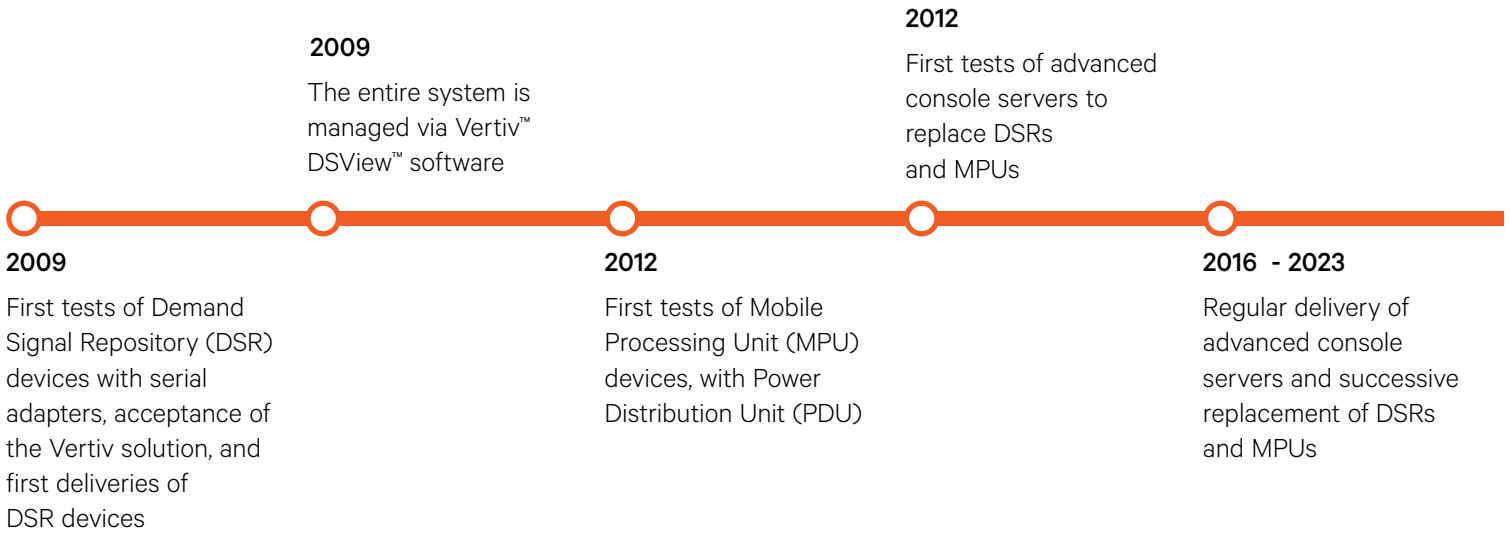 2009
First tests of Demand
Signal Repository (DSR)
devices with serial
adapters, acceptance of
the Vertiv solution, and
first deliveries of
DSR devices
2009
The entire system is
managed via Vertiv™
DSView™ software
2012
First tests of Mobile
Processing Unit (MPU)
devices, with Power
Distribution Unit (PDU)
2012
First tests of advanced
console servers to
replace DSRs
and MPUs
2016 - 2023
Regular delivery of
advanced console
servers and successive
replacement of DSRs
and MPUs